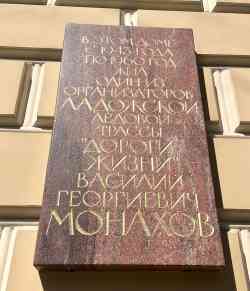 В ЭТОМ ДОМЕ
С 1943 ГОДА
ПО 1960 ГОД
ЖИЛ
ОДИН ИЗ
ОРГАНИЗАТОРОВ
ЛАДОЖСКОЙ
ЛЕДОВОЙ
ТРАССЫ
"ДОРОГИ
ЖИЗНИ
ВАСИЛИЙ
ГЕОРГИЕВИЧ
МОНАХОВ